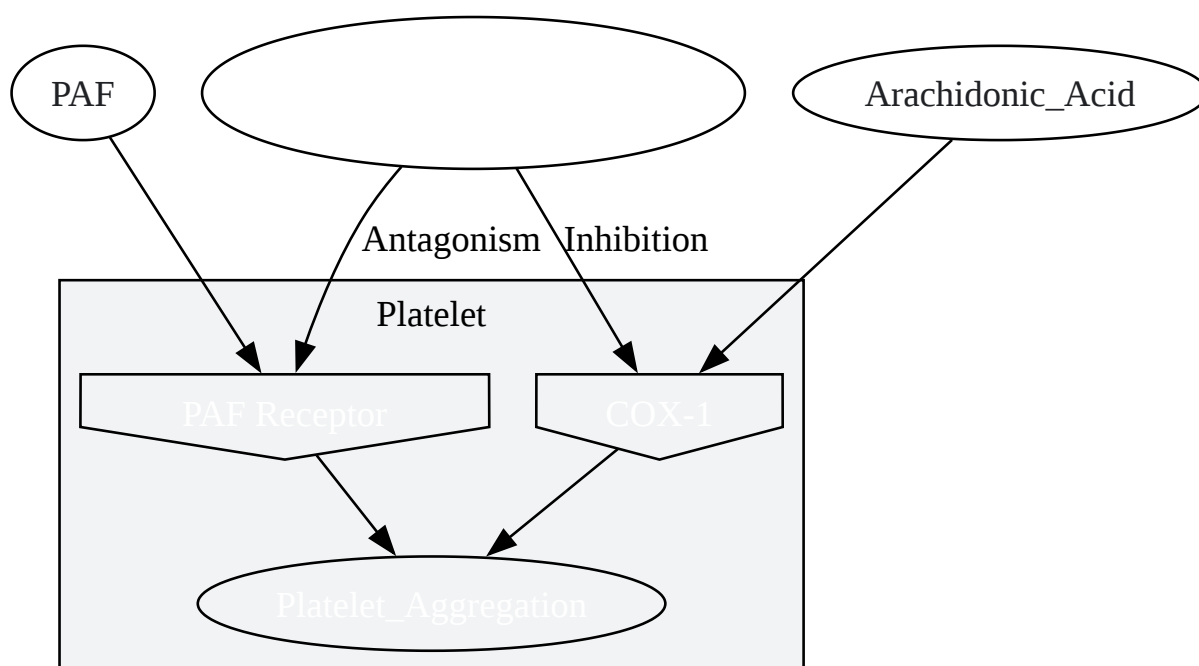 PAF
Arachidonic_Acid
Antagonism
Inhibition
Platelet
PAF Receptor
COX-1
Platelet_Aggregation